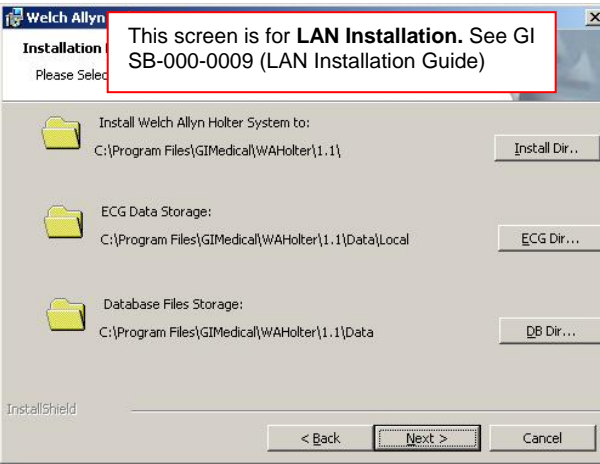 Welch Allyn
This screen is for LAN Installation. See GI
SB-000-0009 (LAN Installation Guide)
Installation
Please Selec
Install Welch Allyn Holter System to:
C:\Program Files\GIMedical\WAHolter\1.1\
Install Dir..
ECG Data Storage:
C:\Program Files\GIMedical\WAHolter\1.1\Data\Local
ECG Dir...
Database Files Storage:
C:\Program Files\GIMedical\WAHolter\1.1\Data
DB Dir...
InstallShield
< Back
Next >
Cancel